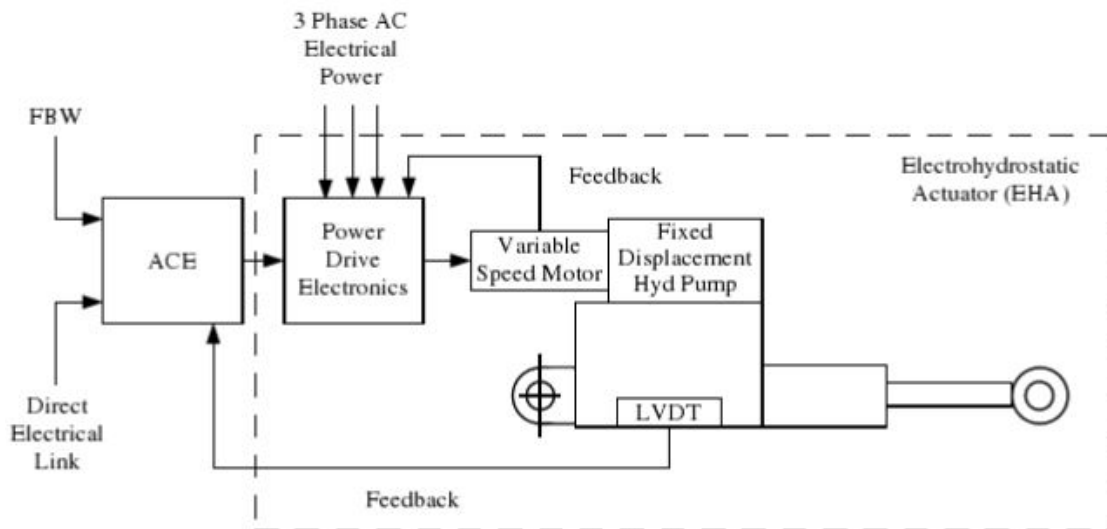 3 Phase AC
Electrical
Power
FBW
Electrohydrostatic
Actuator (EHA)
Feedback
ACE
Power
Drive
Electronics
Variable
Speed Motor
Fixed
Displacement
Hyd Pump
LVDT
Direct
Electrical
Link
Feedback